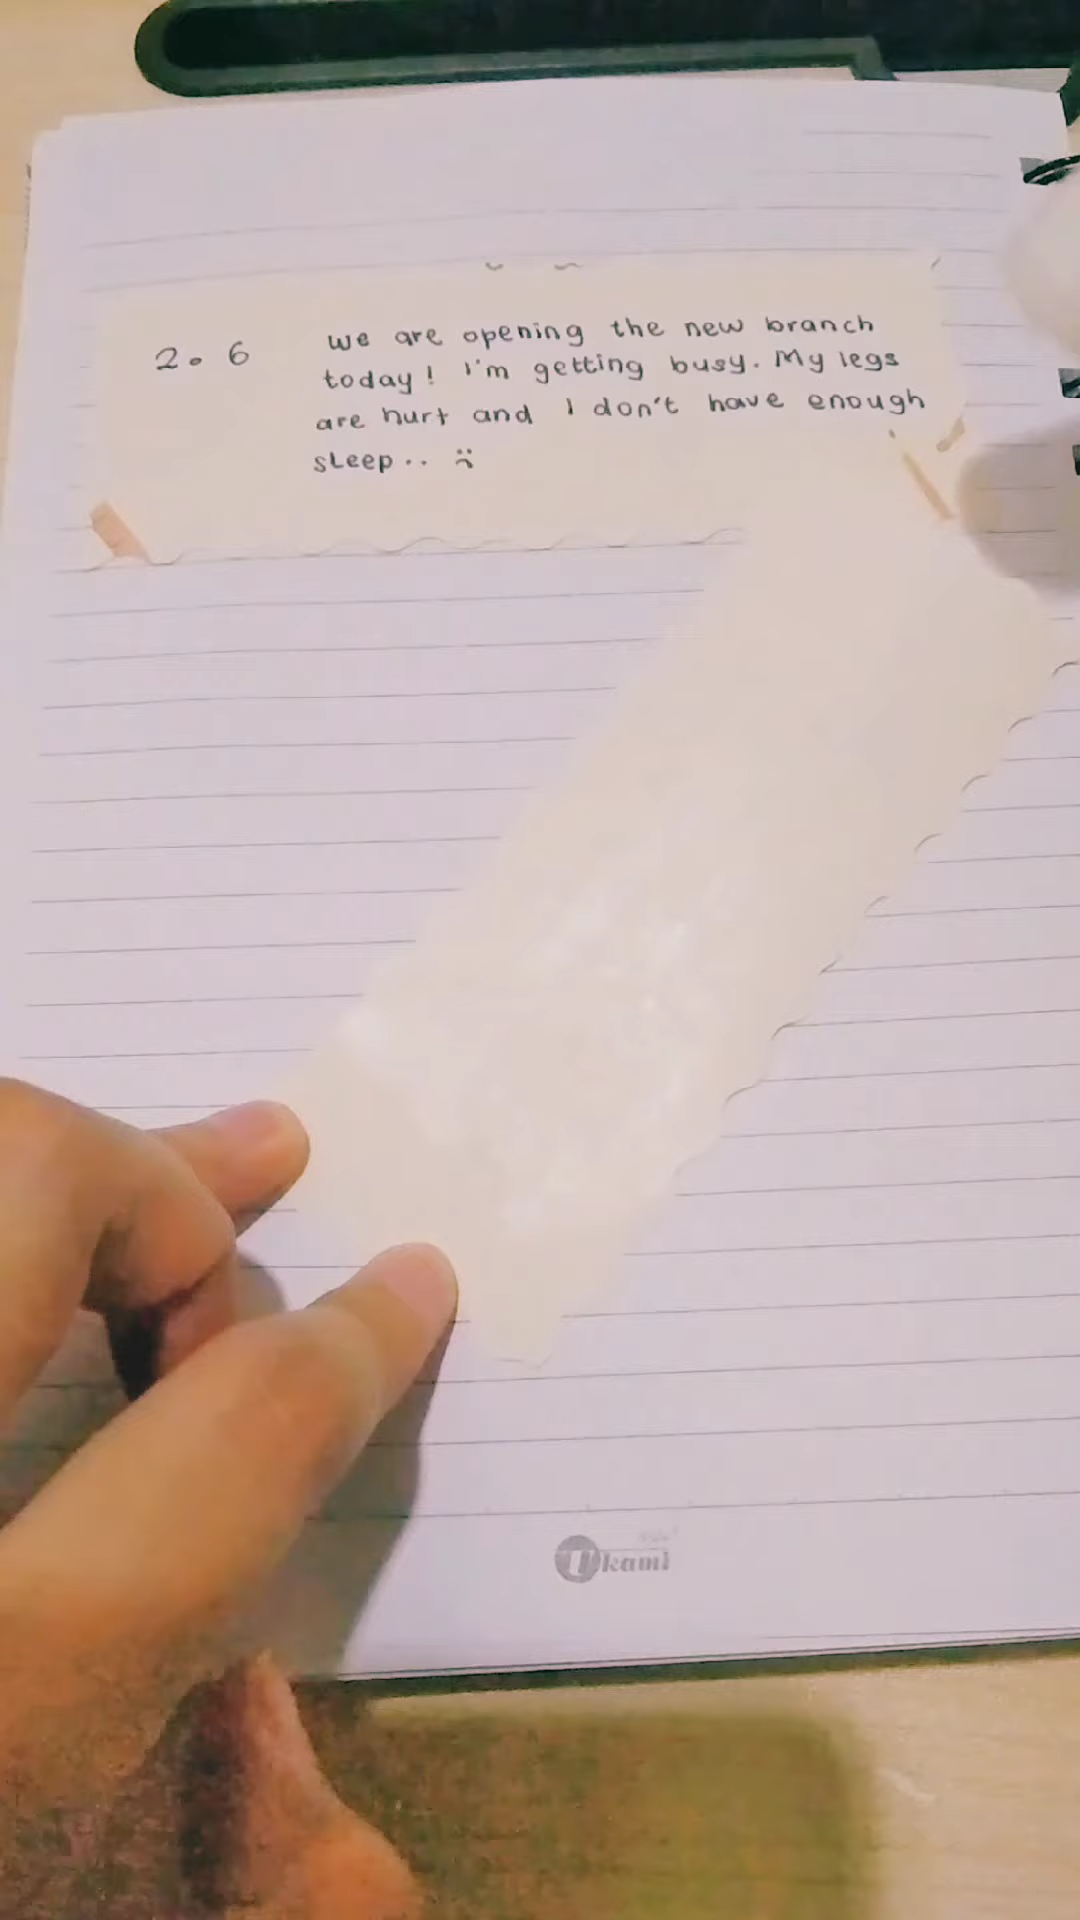 2.6
we are opening the new branch
today! I'm getting busy. My legs
are hurt and I don't have enough
sleep.. :(
Ukami